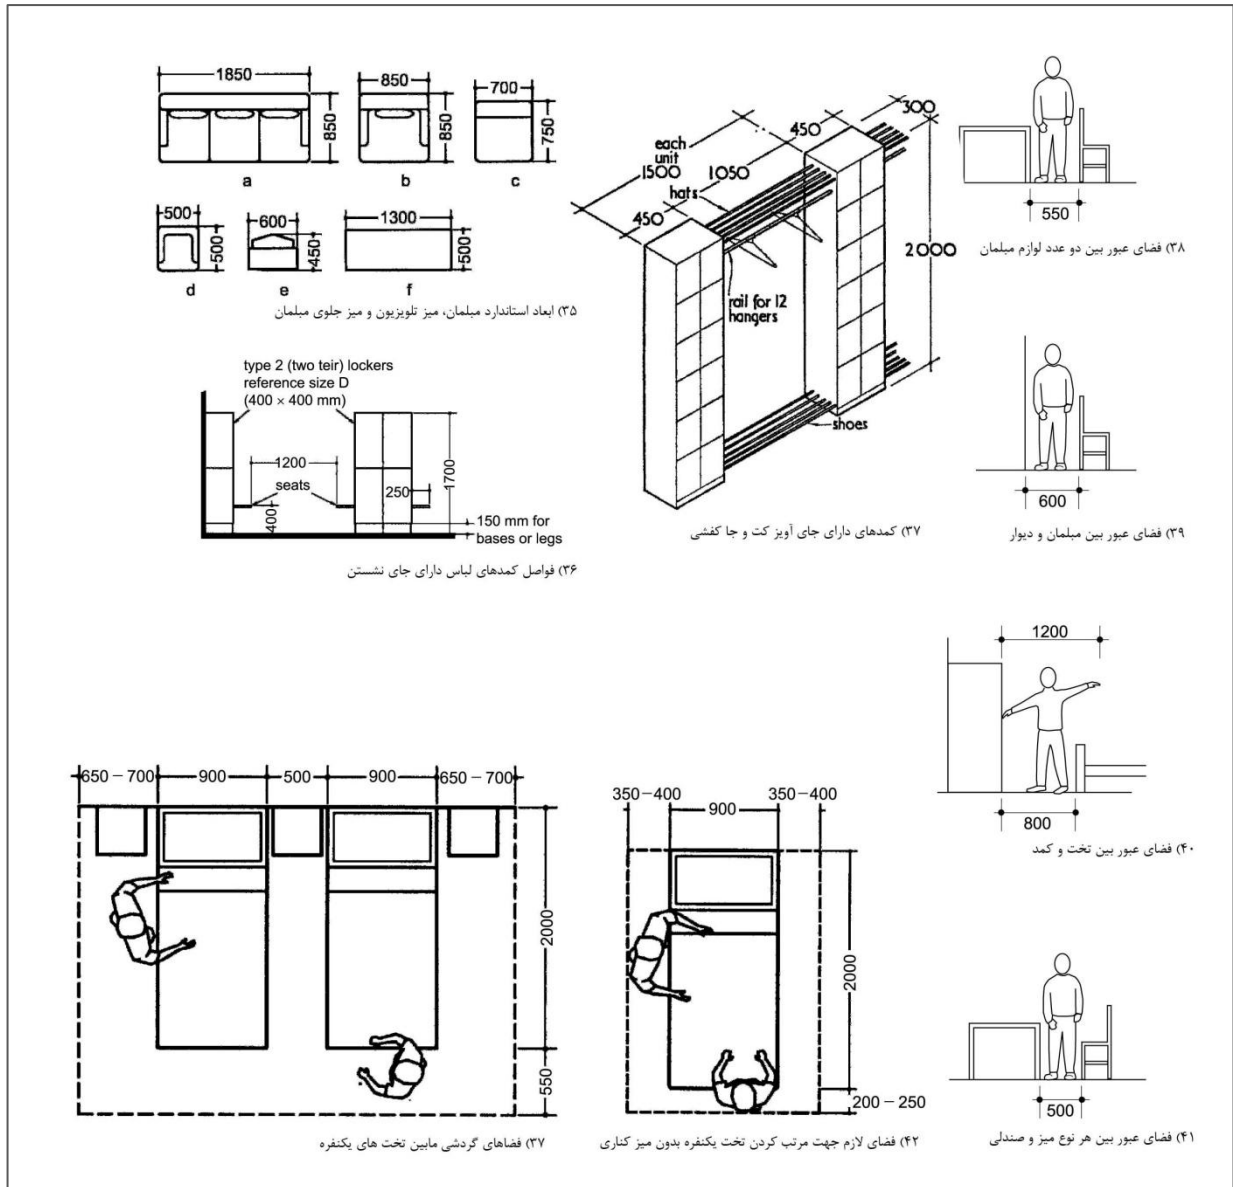 1850
850
a
850
850
b
700
750
c
500
500
d
600
450
e
1300
500
f
۳۵) ابعاد استاندارد مبلمان، میز تلویزیون و میز جلوی مبلمان
type 2 (two teir) lockers
reference size D
(400 × 400 mm)
1200
seats
250
400
1700
150 mm for
bases or legs
۳۶) فواصل کمدهای لباس دارای جای نشستن
300
450
each
unit
1500
1050
hats
450
2000
rail for 12
hangers
shoes
۳۷) کمدهای دارای جای آویز کت و جا کفشی
550
۳۸) فضای عبور بین دو عدد لوازم مبلمان
600
۳۹) فضای عبور بین مبلمان و دیوار
1200
800
۴۰) فضای عبور بین تخت و کمد
500
۴۱) فضای عبور بین هر نوع میز و صندلی
650 – 700
900
500
900
650 – 700
2000
550
۳۷) فضاهای گردشی مابین تخت های یکنفره
350–400
900
350–400
2000
200 – 250
۴۲) فضای لازم جهت مرتب کردن تخت یکنفره بدون میز کناری